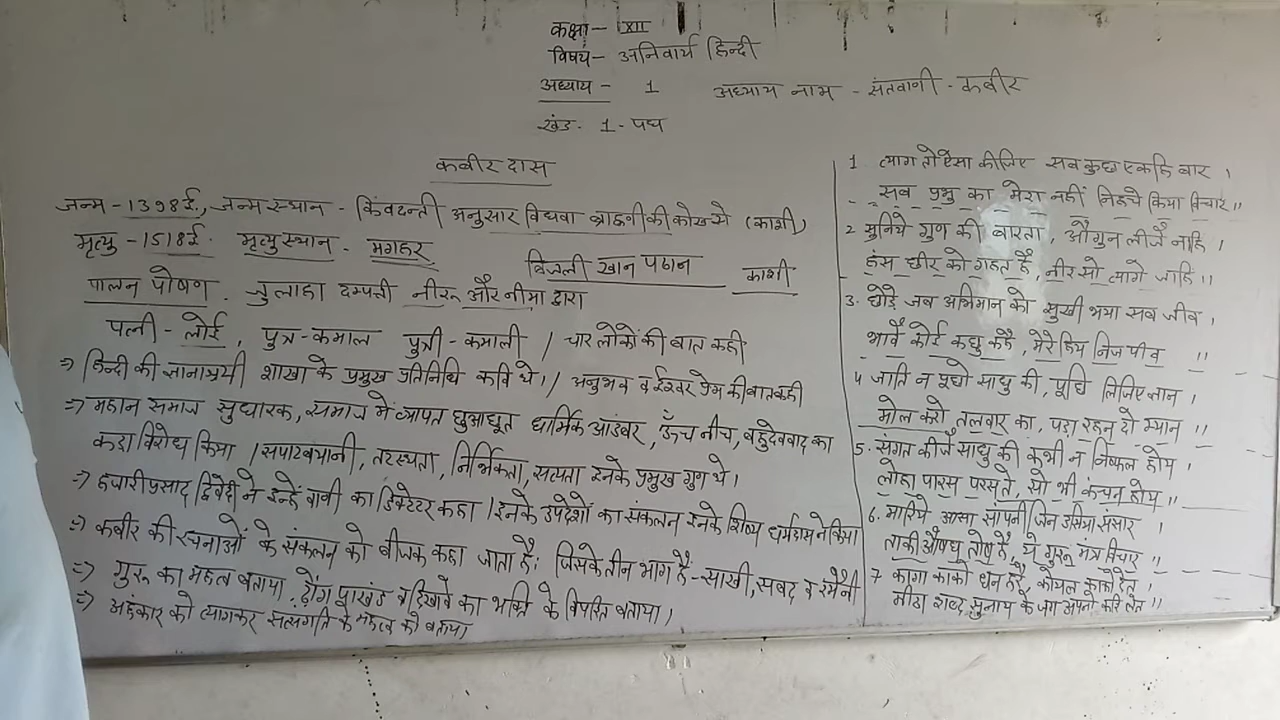 कक्षा- XII
विषय- अनिवार्य हिन्दी
अध्याय - 1 अध्याय नाम - संतवाणी - कबीर
खंड- 1 - पद्य
कबीर दास
जन्म - 1398 ई., जन्म स्थान - किंवदन्ती अनुसार विधवा ब्राह्मणी की कोख से (काशी)
मृत्यु - 1518 ई. मृत्यु स्थान - मगहर
बिजली खान पठान काशी
पालन पोषण - जुलाहा दम्पत्ती नीरू और नीमा द्वारा
पत्नी - लोई, पुत्र - कमाल पुत्री - कमाली / चार लोकों की बात कही
⇒ हिन्दी की ज्ञानाश्रयी शाखा के प्रमुख प्रतिनिधि कवि थे। / अनुभव व ईश्वर प्रेम की बात कही
⇒ महान समाज सुधारक, समाज में व्यापत छुआछूत धार्मिक आडंबर, ऊँच नीच, बहुदेववाद का
कड़ा विरोध किया / सपाटबयानी, तटस्थता, निर्भिकता, सत्यता इनके प्रमुख गुण थे।
⇒ हजारी प्रसाद द्विवेदी ने इन्हें वाणी का डिक्टेटर कहा / इनके उपदेशों का संकलन इनके शिष्य धर्मदास ने किया
⇒ कबीर की रचनाओं के संकलन को बीजक कहा जाता है; जिसके तीन भाग हैं - साखी, सबद व रमैनी
⇒ गुरू का महत्व बताया. ढोंग पाखंड व दिखावे का भक्ति के विपरित बताया।
⇒ अहंकार को त्यागकर सत्संगति के महत्व को बताया
1 त्याग तो ऐसा कीजिए सब कुछ एकहि बार ।
सब प्रभु का मेरा नहीं निहचे किया विचार ॥
2 सुनिये गुण की बारता, औगुन लीजै नाहि ।
हंस छीर को गहत है, नीर सो त्यागे जाहि ॥
3. छोड़े जब अभिमान को सुखी भया सब जीव ।
भावै कोई कछु कहै, मेरे हिय निज पीव ॥
4 जाति न पूछो साधु की, पूछि लिजिए ज्ञान ।
मोल करो तलवार का, पड़ा रहन दो म्यान ॥
5. संगत कीजै साधु की कभी न निष्फल होय ।
लोहा पारस परसते, सो भी कंचन होय ॥
6. मारिये आसा सांपनी जिन डसिया संसार ।
ताकी औषध तोष है, ये गुरू मंत्र विचार ॥
7 कागा काको धन हरै, कोयल काको देत ।
मीठा शब्द सुनाय के जग अपनो करि लेत ॥